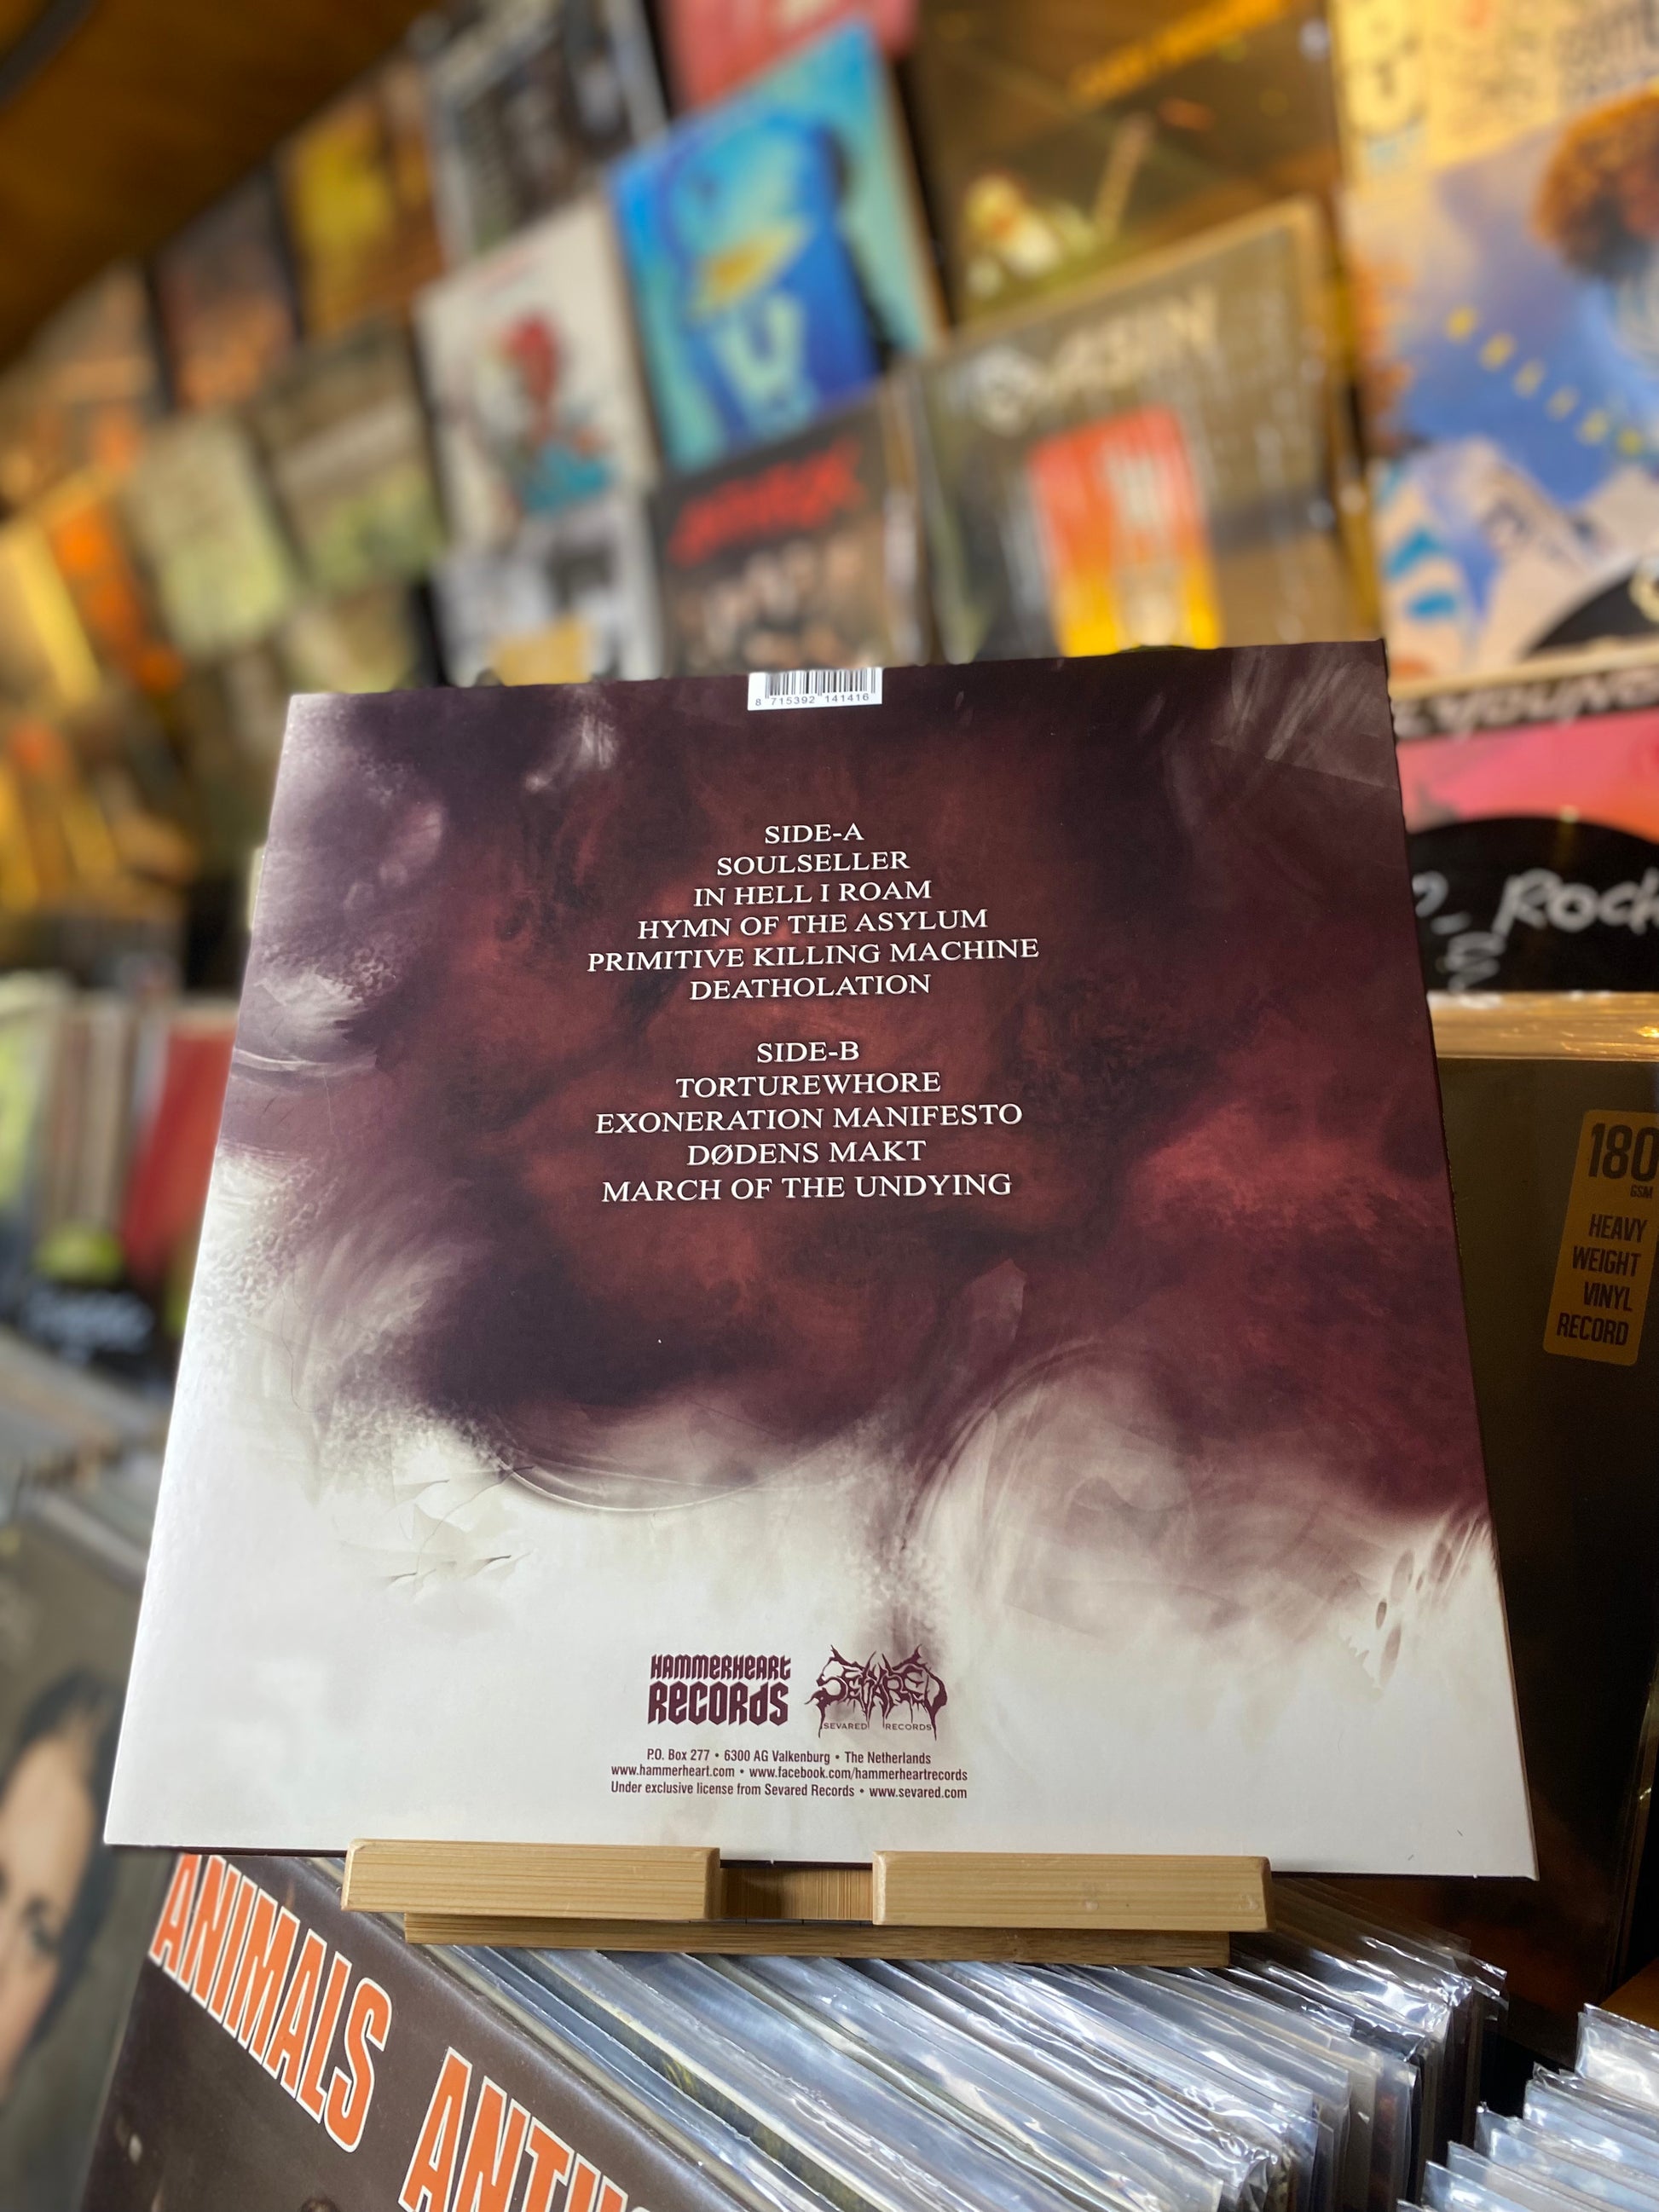 8 715392 141416
SIDE-A
SOULSELLER
IN HELL I ROAM
HYMN OF THE ASYLUM
PRIMITIVE KILLING MACHINE
DEATHOLATION
SIDE-B
TORTUREWHORE
EXONERATION MANIFESTO
DØDENS MAKT
MARCH OF THE UNDYING
HAMMERHEART
RECORDS
SEVARED
SEVARED RECORDS
P.O. Box 277 • 6300 AG Valkenburg • The Netherlands
www.hammerheart.com • www.facebook.com/hammerheartrecords
Under exclusive license from Sevared Records • www.sevared.com
180
GSM
HEAVY
WEIGHT
VINYL
RECORD
ANIMALS